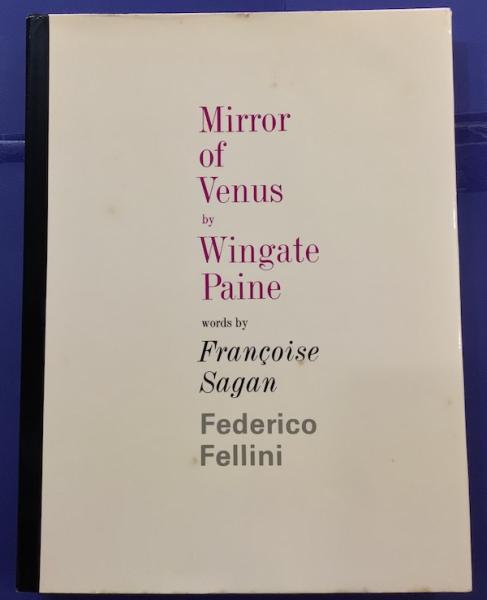 Mirror
of
Venus
by
Wingate
Paine
words by
Françoise
Sagan
Federico
Fellini